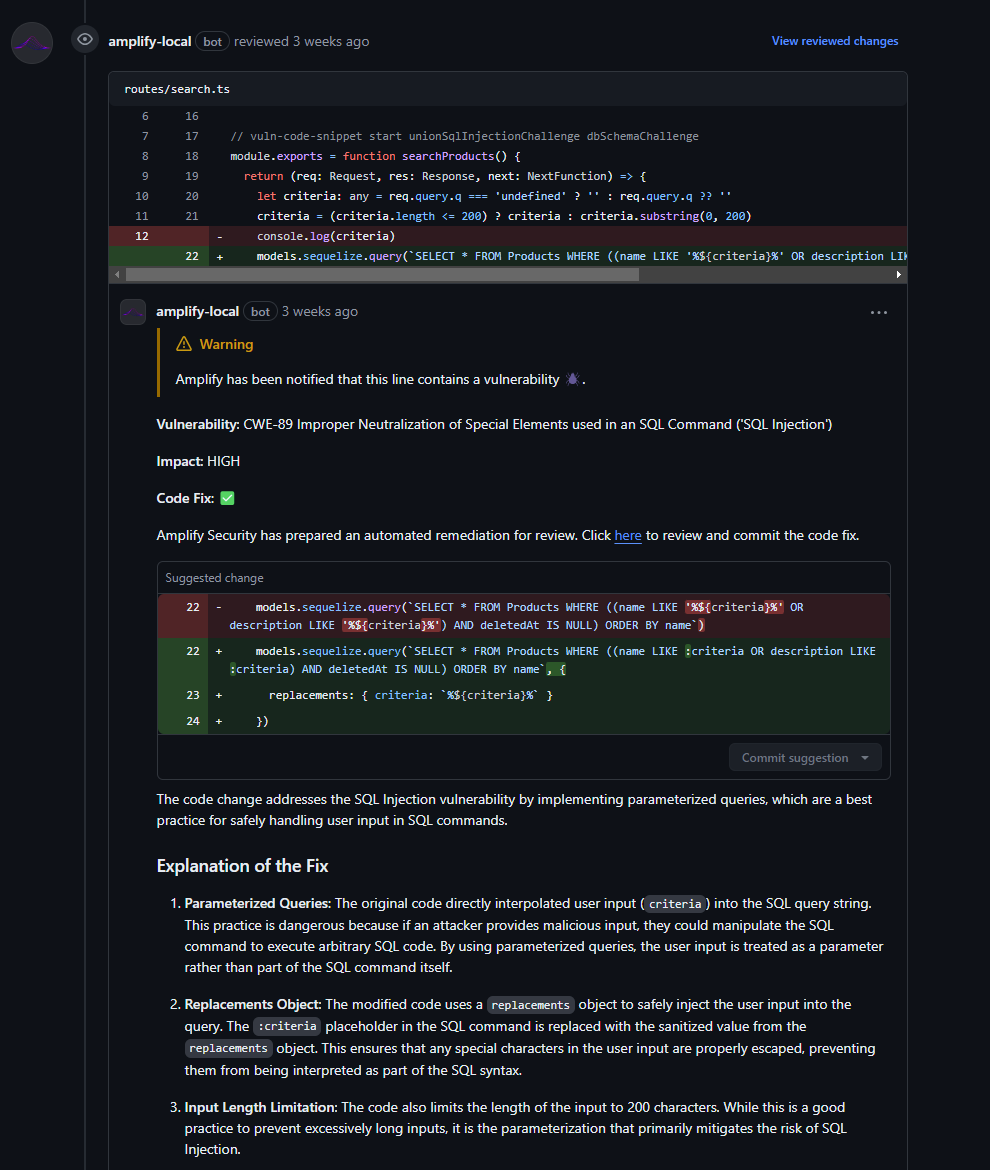 amplify-local bot reviewed 3 weeks ago
View reviewed changes
routes/search.ts
6 16
7 17 // vuln-code-snippet start unionSqlInjectionChallenge dbSchemaChallenge
8 18 module.exports = function searchProducts() {
9 19 return (req: Request, res: Response, next: NextFunction) => {
10 20 let criteria: any = req.query.q === 'undefined' ? '' : req.query.q ?? ''
11 21 criteria = (criteria.length <= 200) ? criteria : criteria.substring(0, 200)
12 - console.log(criteria)
22 + models.sequelize.query(`SELECT * FROM Products WHERE ((name LIKE '%${criteria}%' OR description LIK
amplify-local bot 3 weeks ago
Warning
Amplify has been notified that this line contains a vulnerability 🕷️ .
Vulnerability: CWE-89 Improper Neutralization of Special Elements used in an SQL Command ('SQL Injection')
Impact: HIGH
Code Fix: ✅
Amplify Security has prepared an automated remediation for review. Click here to review and commit the code fix.
Suggested change
22 - models.sequelize.query(`SELECT * FROM Products WHERE ((name LIKE '%${criteria}%' OR
description LIKE '%${criteria}%') AND deletedAt IS NULL) ORDER BY name`)
22 + models.sequelize.query(`SELECT * FROM Products WHERE ((name LIKE :criteria OR description LIKE
:criteria) AND deletedAt IS NULL) ORDER BY name`, {
23 + replacements: { criteria: `%${criteria}%` }
24 + })
Commit suggestion
The code change addresses the SQL Injection vulnerability by implementing parameterized queries, which are a best
practice for safely handling user input in SQL commands.
Explanation of the Fix
1. Parameterized Queries: The original code directly interpolated user input (criteria) into the SQL query string.
This practice is dangerous because if an attacker provides malicious input, they could manipulate the SQL
command to execute arbitrary SQL code. By using parameterized queries, the user input is treated as a parameter
rather than part of the SQL command itself.
2. Replacements Object: The modified code uses a replacements object to safely inject the user input into the
query. The :criteria placeholder in the SQL command is replaced with the sanitized value from the
replacements object. This ensures that any special characters in the user input are properly escaped, preventing
them from being interpreted as part of the SQL syntax.
3. Input Length Limitation: The code also limits the length of the input to 200 characters. While this is a good
practice to prevent excessively long inputs, it is the parameterization that primarily mitigates the risk of SQL
Injection.